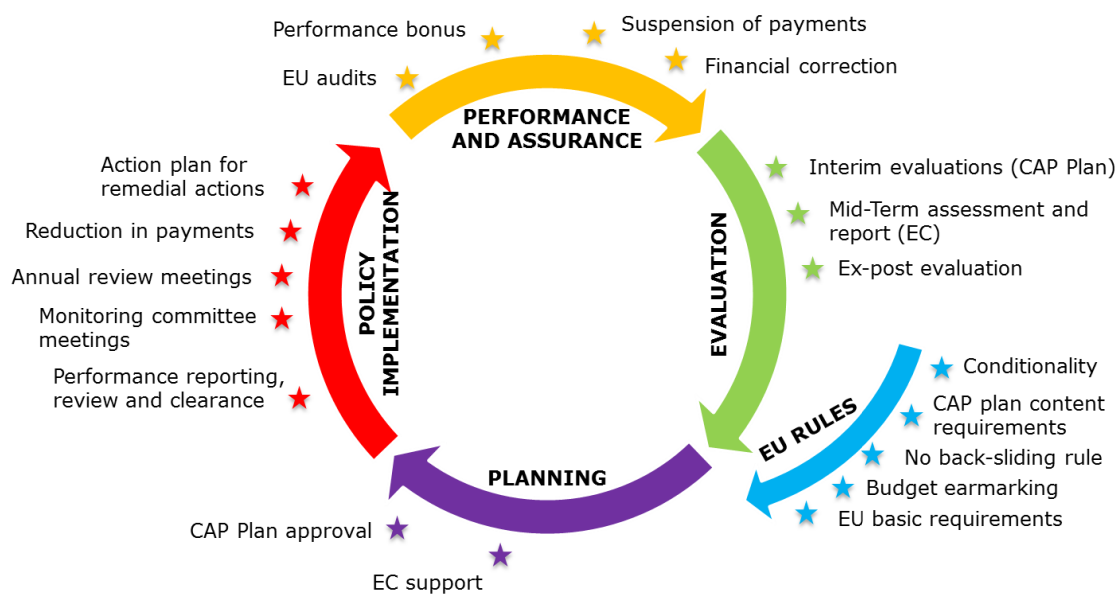 Performance bonus
Suspension of payments
EU audits
Financial correction
PERFORMANCE
AND ASSURANCE
Interim evaluations (CAP Plan)
Mid-Term assessment and
report (EC)
Ex-post evaluation
EVALUATION
Conditionality
CAP plan content
requirements
No back-sliding rule
Budget earmarking
EU basic requirements
EU RULES
PLANNING
EC support
CAP Plan approval
POLICY
IMPLEMENTATION
Action plan for
remedial actions
Reduction in payments
Annual review meetings
Monitoring committee
meetings
Performance reporting,
review and clearance